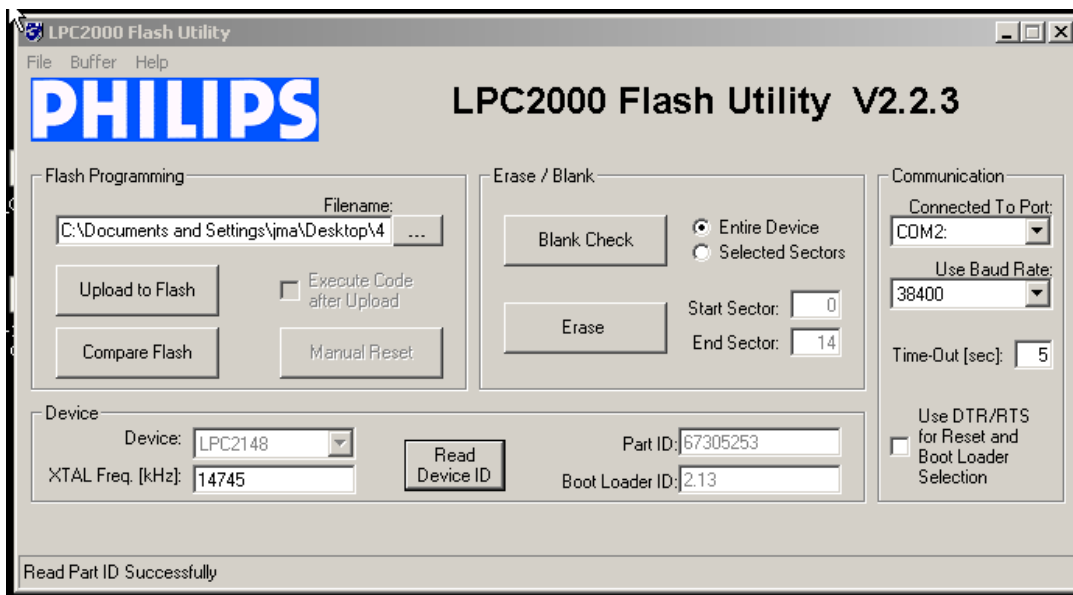 LPC2000 Flash Utility
File Buffer Help
PHILIPS
LPC2000 Flash Utility V2.2.3
Flash Programming
Filename:
C:\Documents and Settings\jma\Desktop\4
...
Upload to Flash
Execute Code
after Upload
Compare Flash
Manual Reset
Erase / Blank
Blank Check
Entire Device
Selected Sectors
Erase
Start Sector: 0
End Sector: 14
Communication
Connected To Port:
COM2:
Use Baud Rate:
38400
Time-Out [sec]: 5
Use DTR/RTS
for Reset and
Boot Loader
Selection
Device
Device: LPC2148
XTAL Freq. [kHz]: 14745
Read
Device ID
Part ID: 67305253
Boot Loader ID: 2.13
Read Part ID Successfully